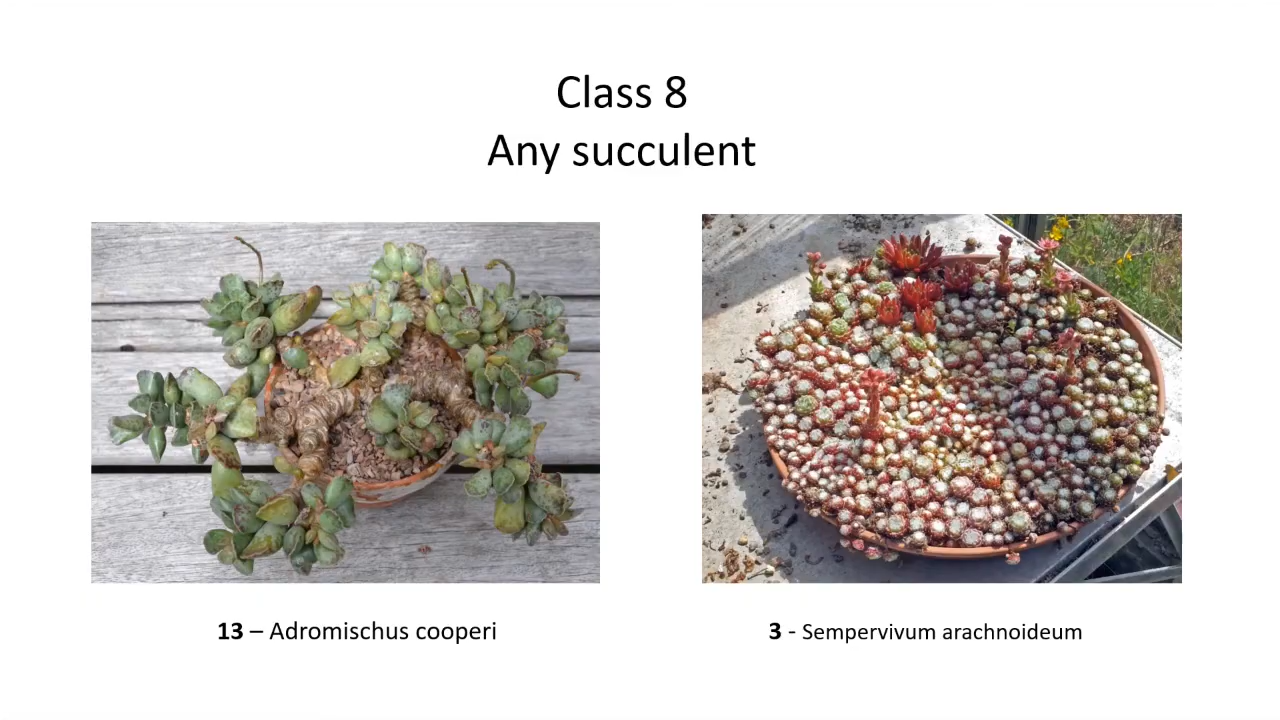 Class 8
Any succulent
13 – Adromischus cooperi
3 - Sempervivum arachnoideum